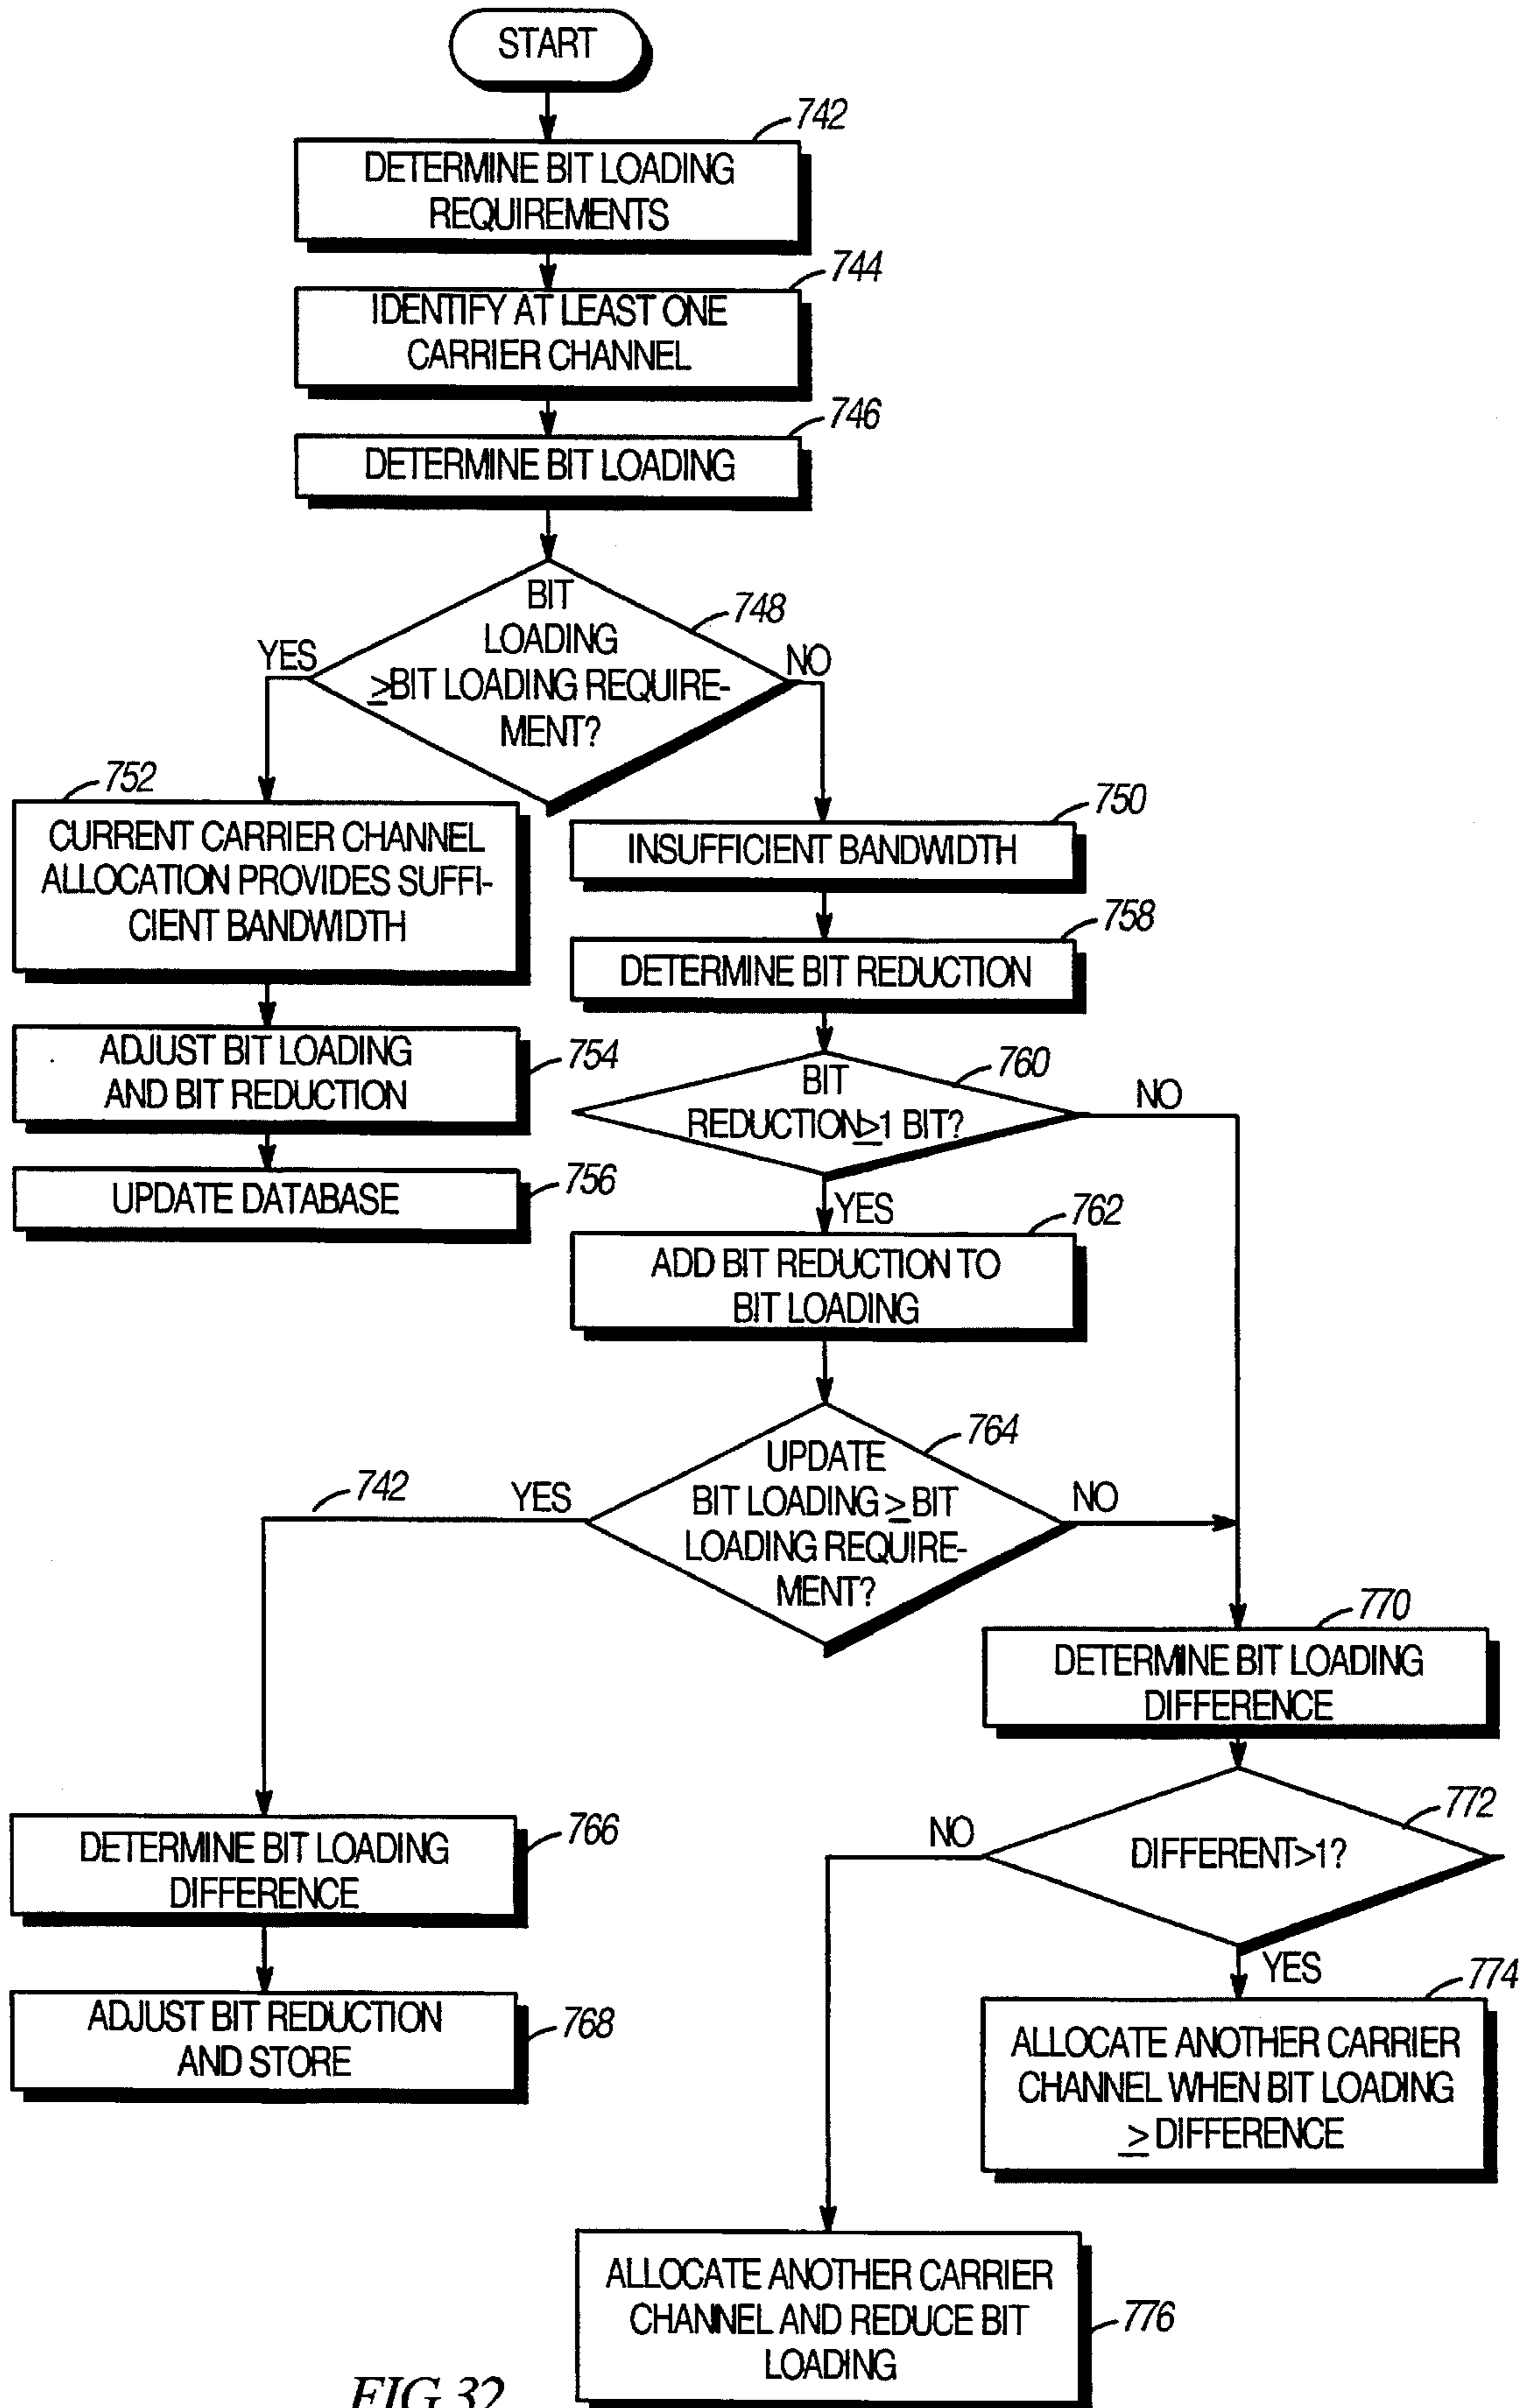 START
742
DETERMINE BIT LOADING
REQUIREMENTS
744
IDENTIFY AT LEAST ONE
CARRIER CHANNEL
746
DETERMINE BIT LOADING
748
BIT
LOADING
≥BIT LOADING REQUIRE-
MENT?
YES
NO
752
CURRENT CARRIER CHANNEL
ALLOCATION PROVIDES SUFFI-
CIENT BANDWIDTH
750
INSUFFICIENT BANDWIDTH
758
DETERMINE BIT REDUCTION
754
ADJUST BIT LOADING
AND BIT REDUCTION
760
BIT
REDUCTION≥1 BIT?
NO
YES
756
UPDATE DATABASE
762
ADD BIT REDUCTION TO
BIT LOADING
764
UPDATE
BIT LOADING ≥ BIT
LOADING REQUIRE-
MENT?
742
YES
NO
770
DETERMINE BIT LOADING
DIFFERENCE
766
DETERMINE BIT LOADING
DIFFERENCE
772
DIFFERENT>1?
NO
YES
768
ADJUST BIT REDUCTION
AND STORE
774
ALLOCATE ANOTHER CARRIER
CHANNEL WHEN BIT LOADING
≥ DIFFERENCE
776
ALLOCATE ANOTHER CARRIER
CHANNEL AND REDUCE BIT
LOADING
FIG 32